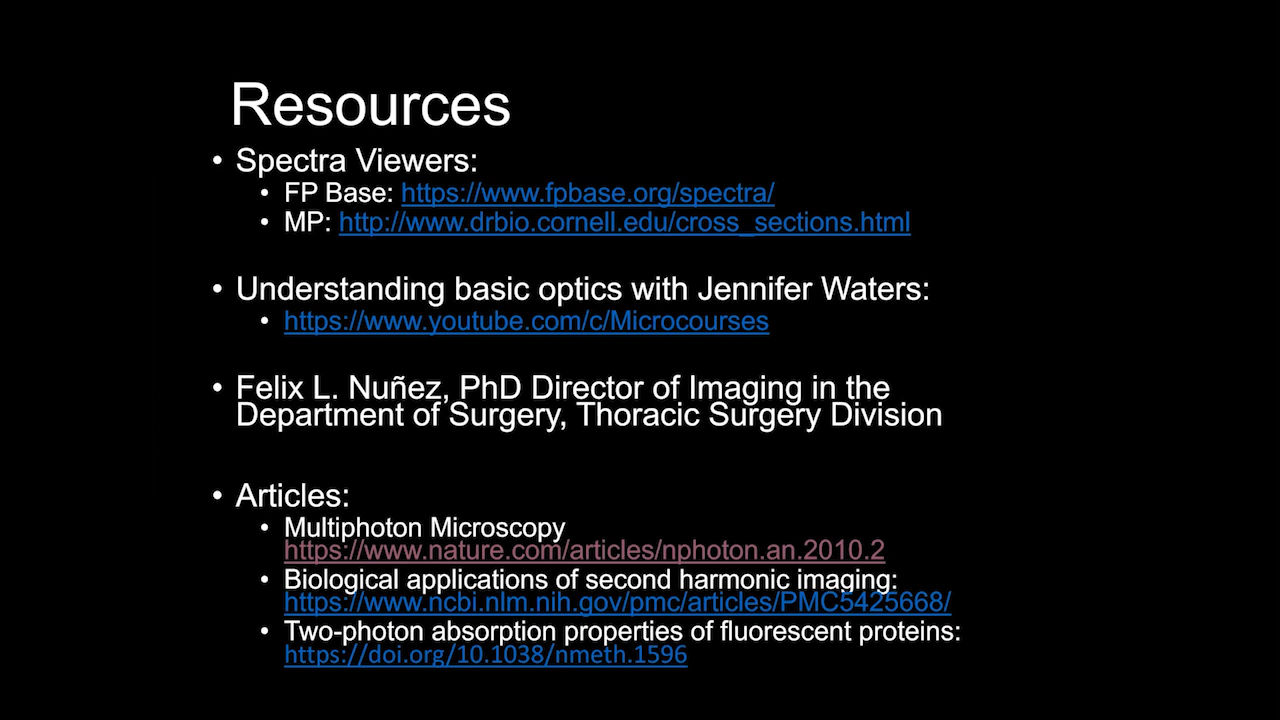 Resources
• Spectra Viewers:
• FP Base: https://www.fpbase.org/spectra/
• MP: http://www.drbio.cornell.edu/cross_sections.html
• Understanding basic optics with Jennifer Waters:
• https://www.youtube.com/c/Microcourses
• Felix L. Nuñez, PhD Director of Imaging in the
Department of Surgery, Thoracic Surgery Division
• Articles:
• Multiphoton Microscopy
https://www.nature.com/articles/nphoton.an.2010.2
• Biological applications of second harmonic imaging:
https://www.ncbi.nlm.nih.gov/pmc/articles/PMC5425668/
• Two-photon absorption properties of fluorescent proteins:
https://doi.org/10.1038/nmeth.1596